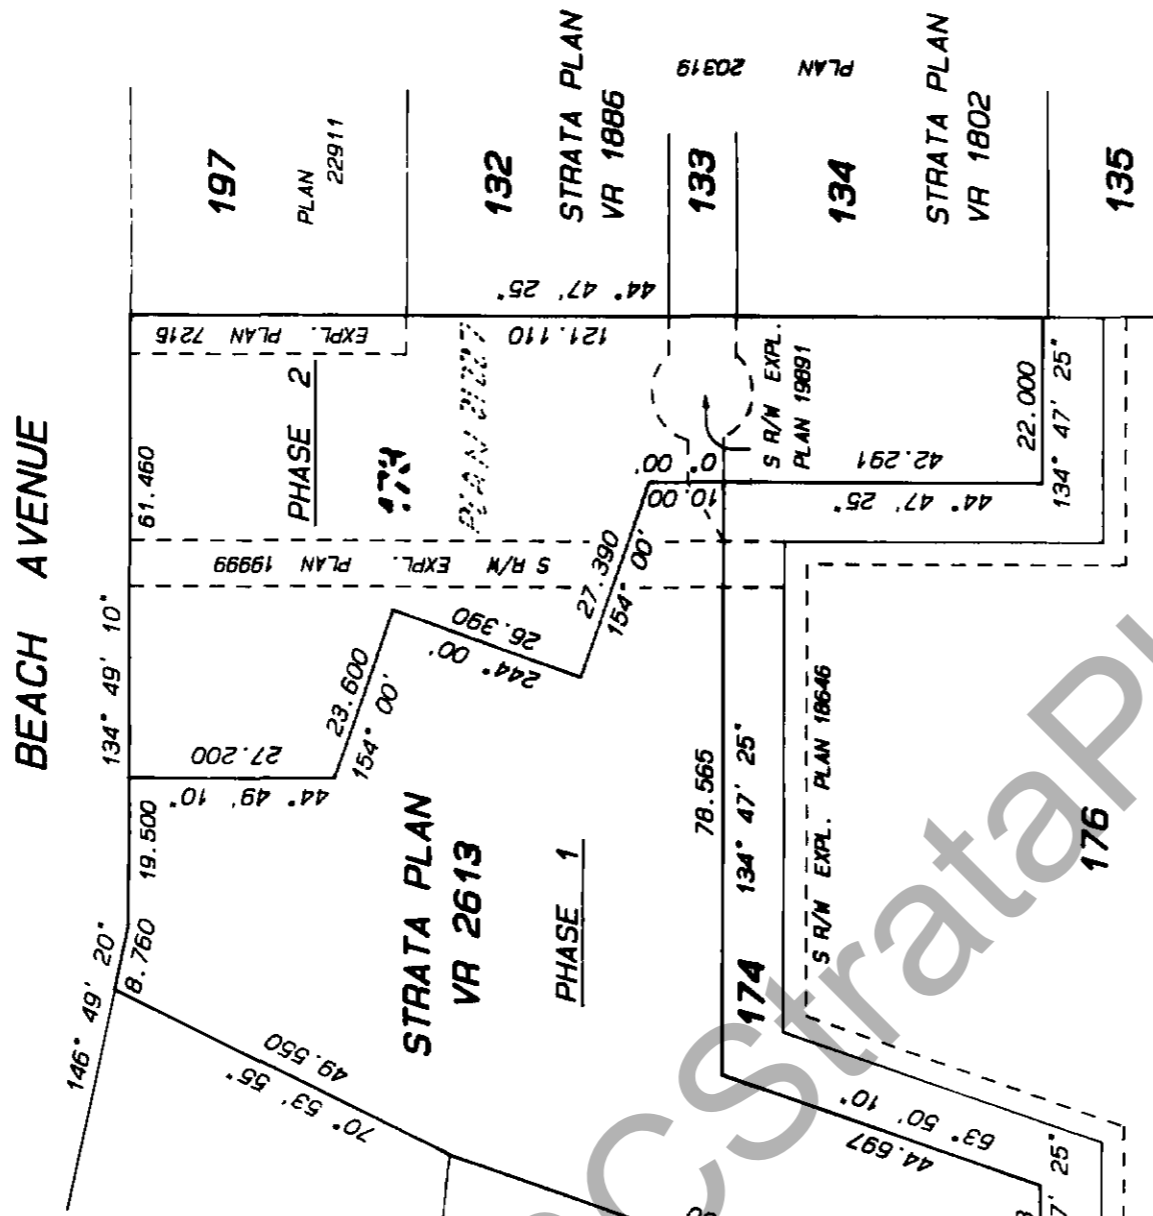 BEACH AVENUE
197
PLAN
22911
132
STRATA PLAN
VR 1886
PLAN 20319
133
134
STRATA PLAN
VR 1802
135
44° 47' 25"
121.110
EXPL. PLAN 7216
PHASE 2
PLAN 21727
S R/W EXPL.
PLAN 19891
22.000
134° 47' 25"
42.291
44° 47' 25"
0° 00'
10.00
61.460
134° 49' 10"
S R/W EXPL. PLAN 19999
27.390
154° 00'
26.390
244° 00'
23.600
154° 00'
27.200
44° 49' 10"
19.500
8.760
146° 49' 20"
49.550
70° 53' 55"
STRATA PLAN
VR 2613
PHASE 1
78.565
134° 47' 25"
174
S R/W EXPL. PLAN 18646
176
44.697
63° 50' 10"
7' 25"
CStrataPl